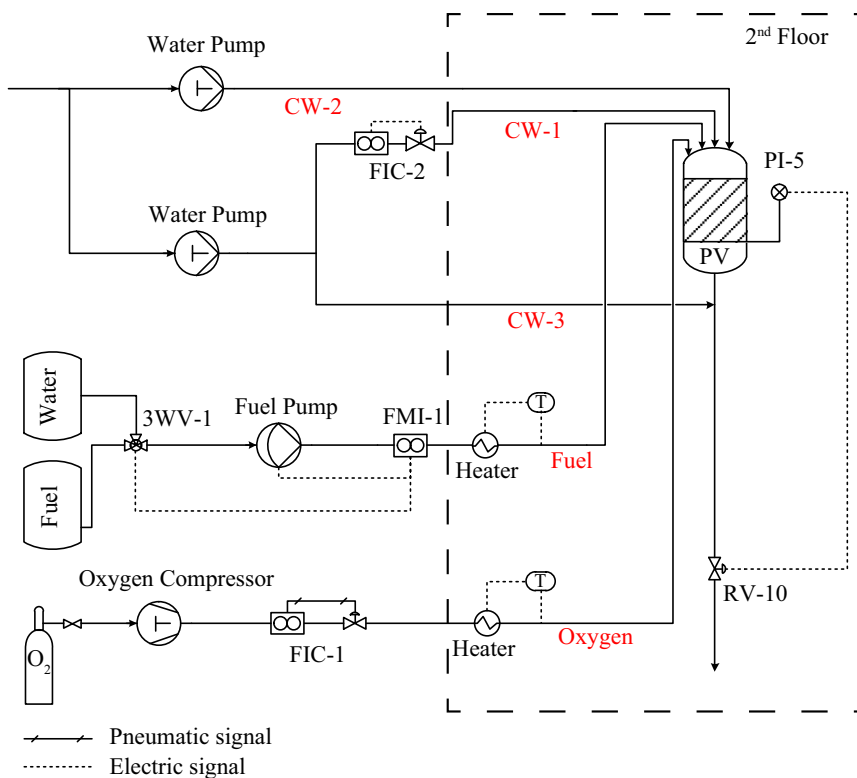 2nd Floor
Water Pump
CW-2
CW-1
FIC-2
PI-5
Water Pump
PV
CW-3
Water
3WV-1
Fuel Pump
FMI-1
T
Heater
Fuel
Fuel
Oxygen Compressor
T
RV-10
O2
FIC-1
Heater
Oxygen
Pneumatic signal
Electric signal